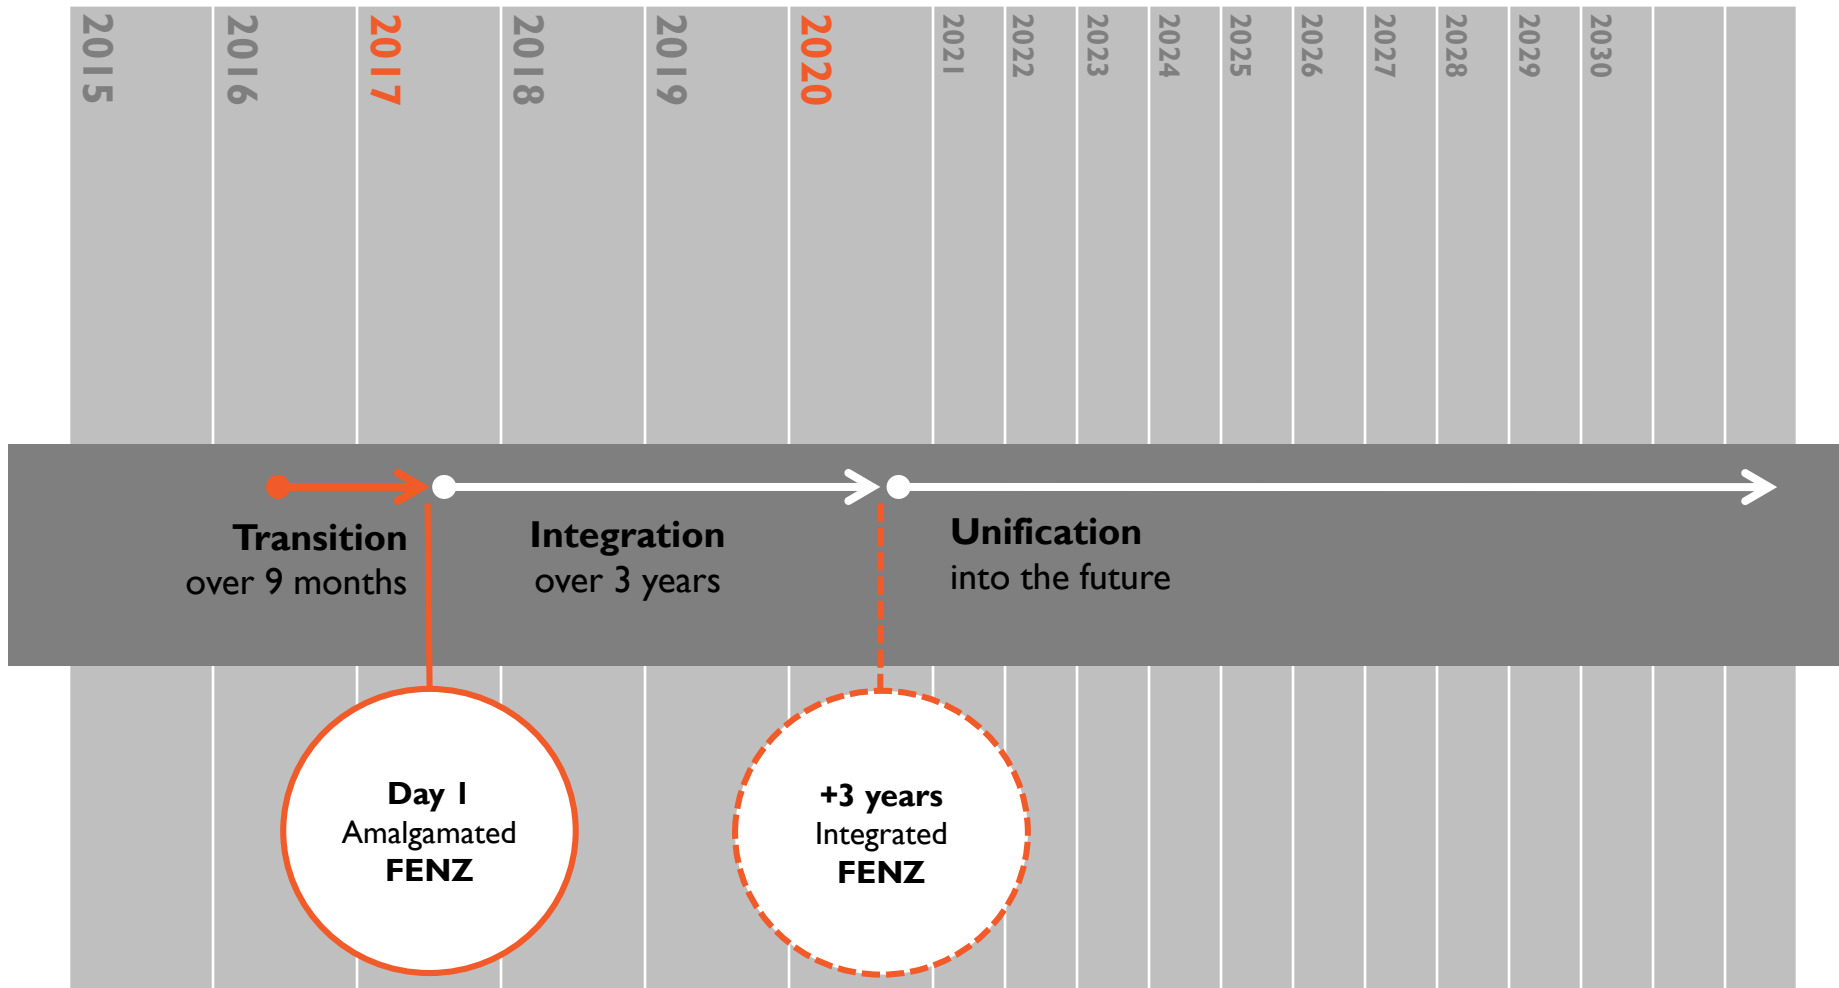 2015
2016
2017
2018
2019
2020
2021
2022
2023
2024
2025
2026
2027
2028
2029
2030
Transition
over 9 months
Integration
over 3 years
Unification
into the future
Day 1
Amalgamated
FENZ
+3 years
Integrated
FENZ